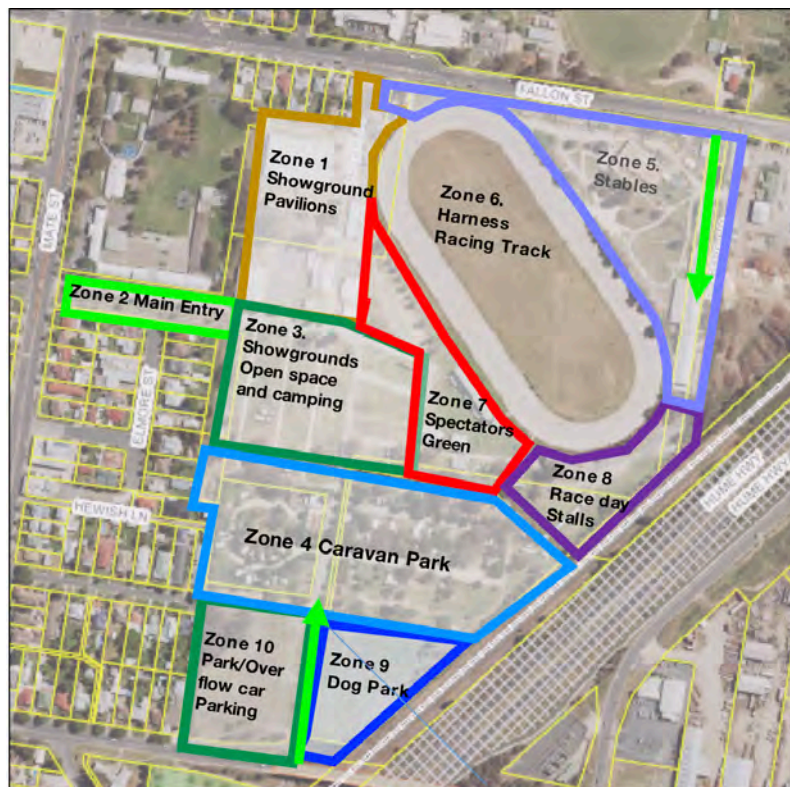 FALLON ST
Zone 1
Showground
Pavilions
Zone 5.
Stables
Zone 6.
Harness
Racing Track
MATE ST
Zone 2 Main Entry
Zone 3.
Showgrounds
Open space
and camping
ELMORE ST
Zone 7
Spectators
Green
Zone 8
Race day
Stalls
HUME HWY
HUME HWY
HEWISH LN
Zone 4 Caravan Park
Zone 10
Park/Over
flow car
Parking
Zone 9
Dog Park